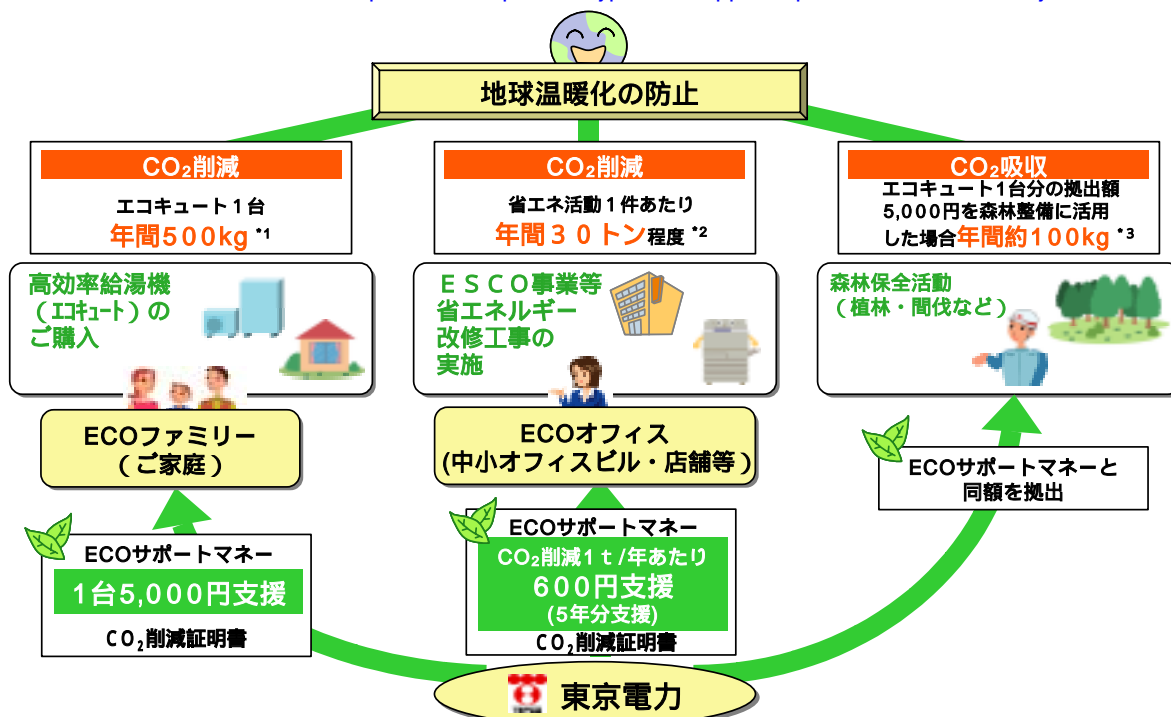 地球温暖化の防止
CO₂削減
エコキュート1台
年間500kg *1
CO₂削減
省エネ活動1件あたり
年間30トン程度 *2
CO₂吸収
エコキュート1台分の拠出額
5,000円を森林整備に活用
した場合年間約100kg *3
高効率給湯機
(エコキュート)の
ご購入
ESCO事業等
省エネルギー
改修工事の
実施
森林保全活動
(植林・間伐など)
ECOファミリー
(ご家庭)
ECOオフィス
(中小オフィスビル・店舗等)
ECOサポートマネーと
同額を拠出
ECOサポートマネー
1台5,000円支援
CO₂削減証明書
ECOサポートマネー
CO₂削減1t/年あたり
600円支援
(5年分支援)
CO₂削減証明書
東京電力